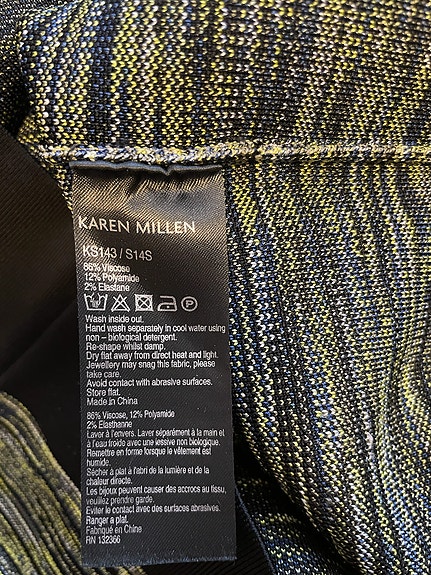 KAREN MILLEN
KS143 / S14S
86% Viscose
12% Polyamide
2% Elastane
Wash inside out.
Hand wash separately in cool water using
non - biological detergent.
Re-shape whilst damp.
Dry flat away from direct heat and light.
Jewellery may snag this fabric, please
take care.
Avoid contact with abrasive surfaces.
Store flat.
Made in China
86% Viscose, 12% Polyamide
2% Elasthanne
Laver à l'envers. Laver séparément à la main et
à l'eau froide avec une lessive non biologique.
Remettre en forme lorsque le vêtement est
humide.
Sécher à plat à l'abri de la lumière et de la
chaleur directe.
Les bijoux peuvent causer des accrocs au tissu,
veuillez prendre garde.
Eviter le contact avec des surfaces abrasives.
Ranger à plat.
Fabriqué en Chine
RN 132366